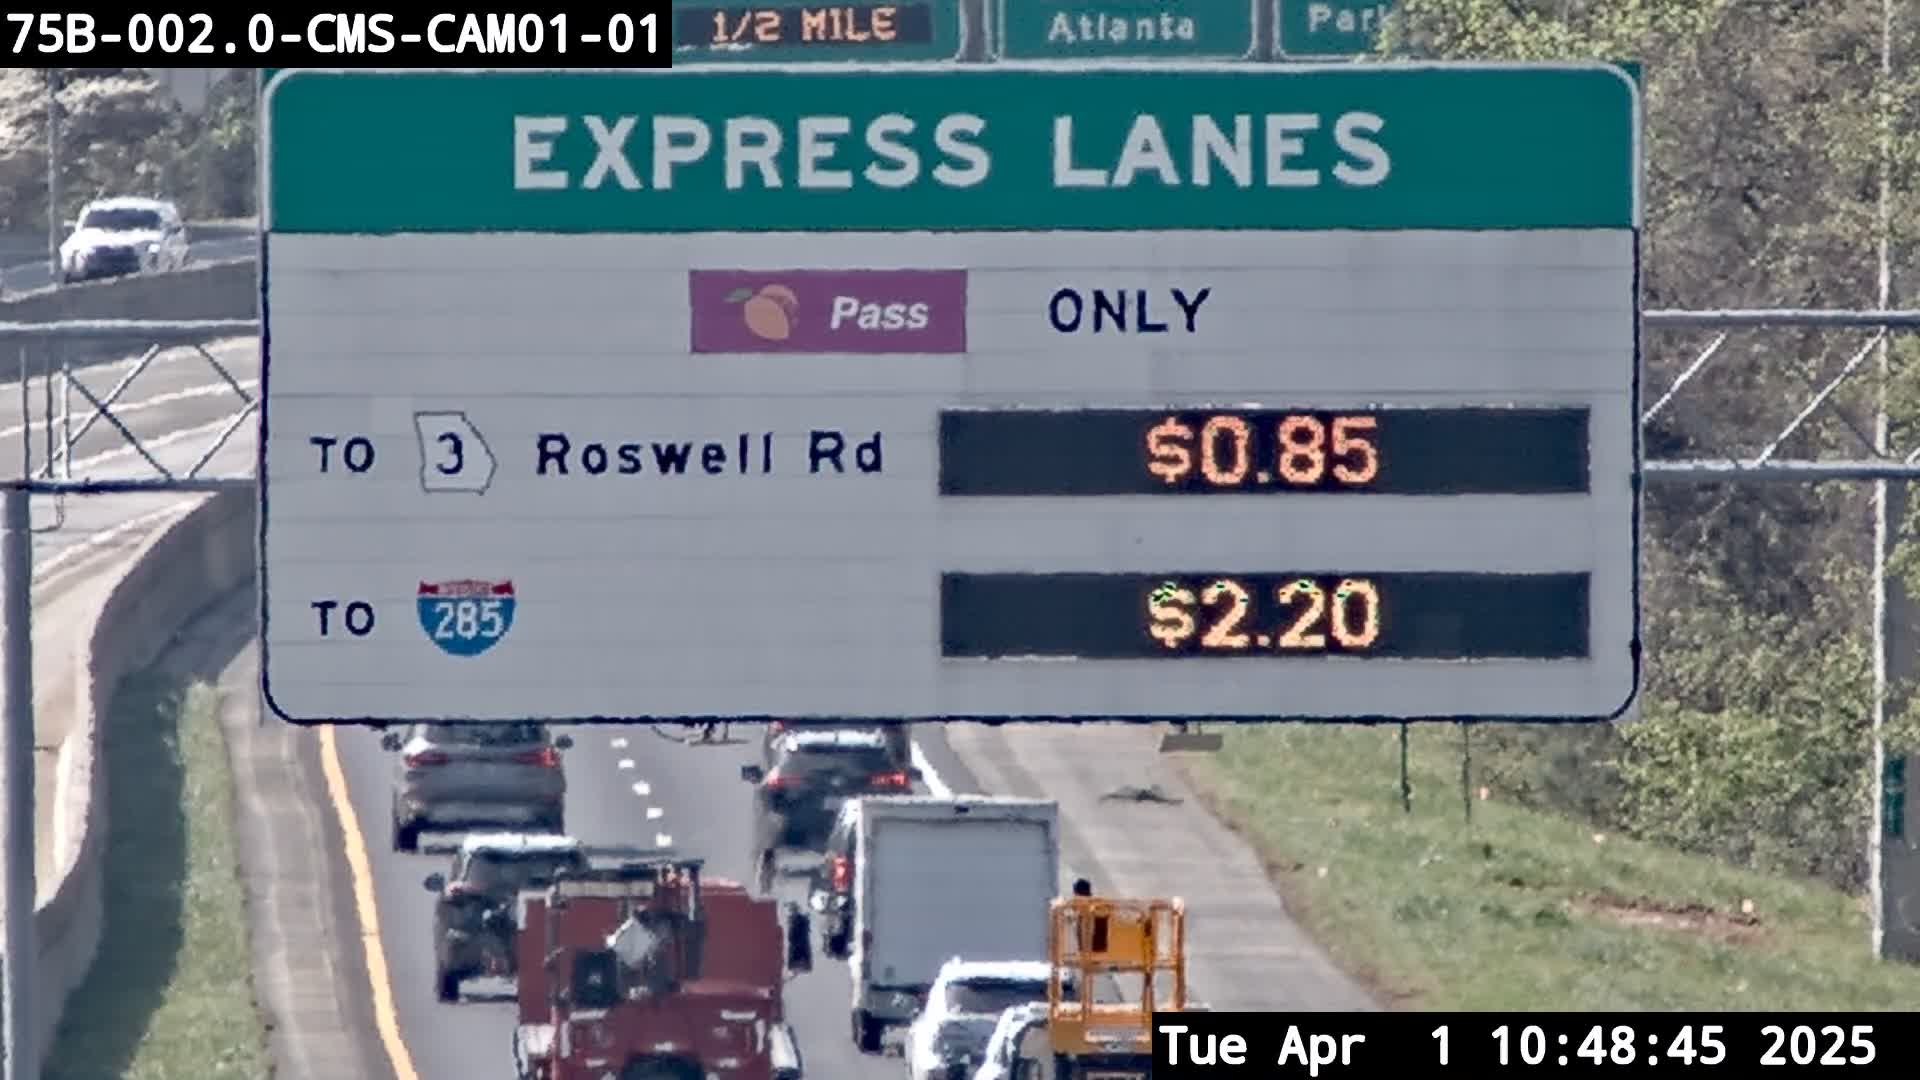 75B-002.0-CMS-CAM01-01
1/2 MILE
Atlanta
EXPRESS LANES
Pass ONLY
TO 3 Roswell Rd $0.85
TO 285 $2.20
Tue Apr 1 10:48:45 2025